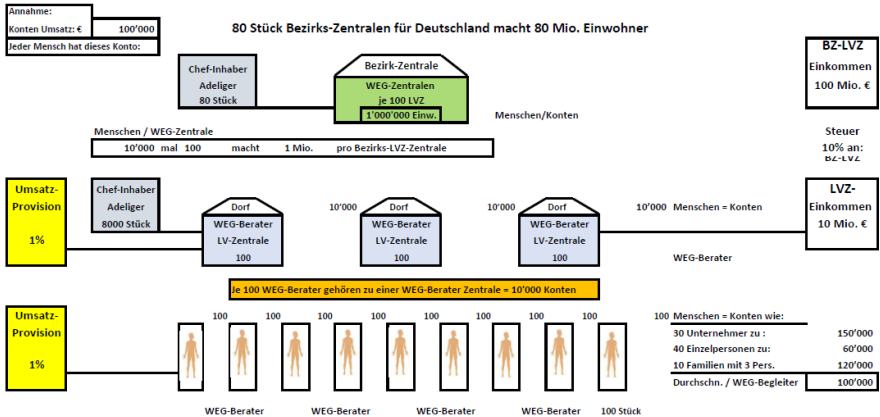 Annahme:
Konten Umsatz: € 100'000
Jeder Mensch hat dieses Konto:
80 Stück Bezirks-Zentralen für Deutschland macht 80 Mio. Einwohner
Chef-Inhaber
Adeliger
80 Stück
Bezirk-Zentrale
WEG-Zentralen
je 100 LVZ
1'000'000 Einw.
Menschen/Konten
BZ-LVZ
Einkommen
100 Mio. €
Menschen / WEG-Zentrale
10'000 mal 100 macht 1 Mio. pro Bezirks-LVZ-Zentrale
Steuer
10% an:
BZ-LVZ
Umsatz-
Provision
1%
Chef-Inhaber
Adeliger
8000 Stück
Dorf
WEG-Berater
LV-Zentrale
100
10'000
Dorf
WEG-Berater
LV-Zentrale
100
10'000
Dorf
WEG-Berater
LV-Zentrale
100
10'000 Menschen = Konten
WEG-Berater
LVZ-
Einkommen
10 Mio. €
Je 100 WEG-Berater gehören zu einer WEG-Berater Zentrale = 10'000 Konten
Umsatz-
Provision
1%
100 100 100 100 100 100 100 100 100 Menschen = Konten wie:
30 Unternehmer zu : 150'000
40 Einzelpersonen zu: 60'000
10 Familien mit 3 Pers. 120'000
Durchschn. / WEG-Begleiter 100'000
WEG-Berater WEG-Berater WEG-Berater WEG-Berater 100 Stück